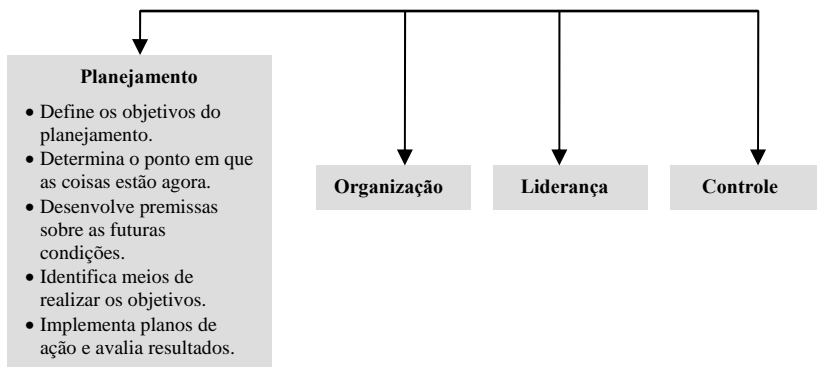 Planejamento
• Define os objetivos do
planejamento.
• Determina o ponto em que
as coisas estão agora.
• Desenvolve premissas
sobre as futuras
condições.
• Identifica meios de
realizar os objetivos.
• Implementa planos de
ação e avalia resultados.
Organização
Liderança
Controle